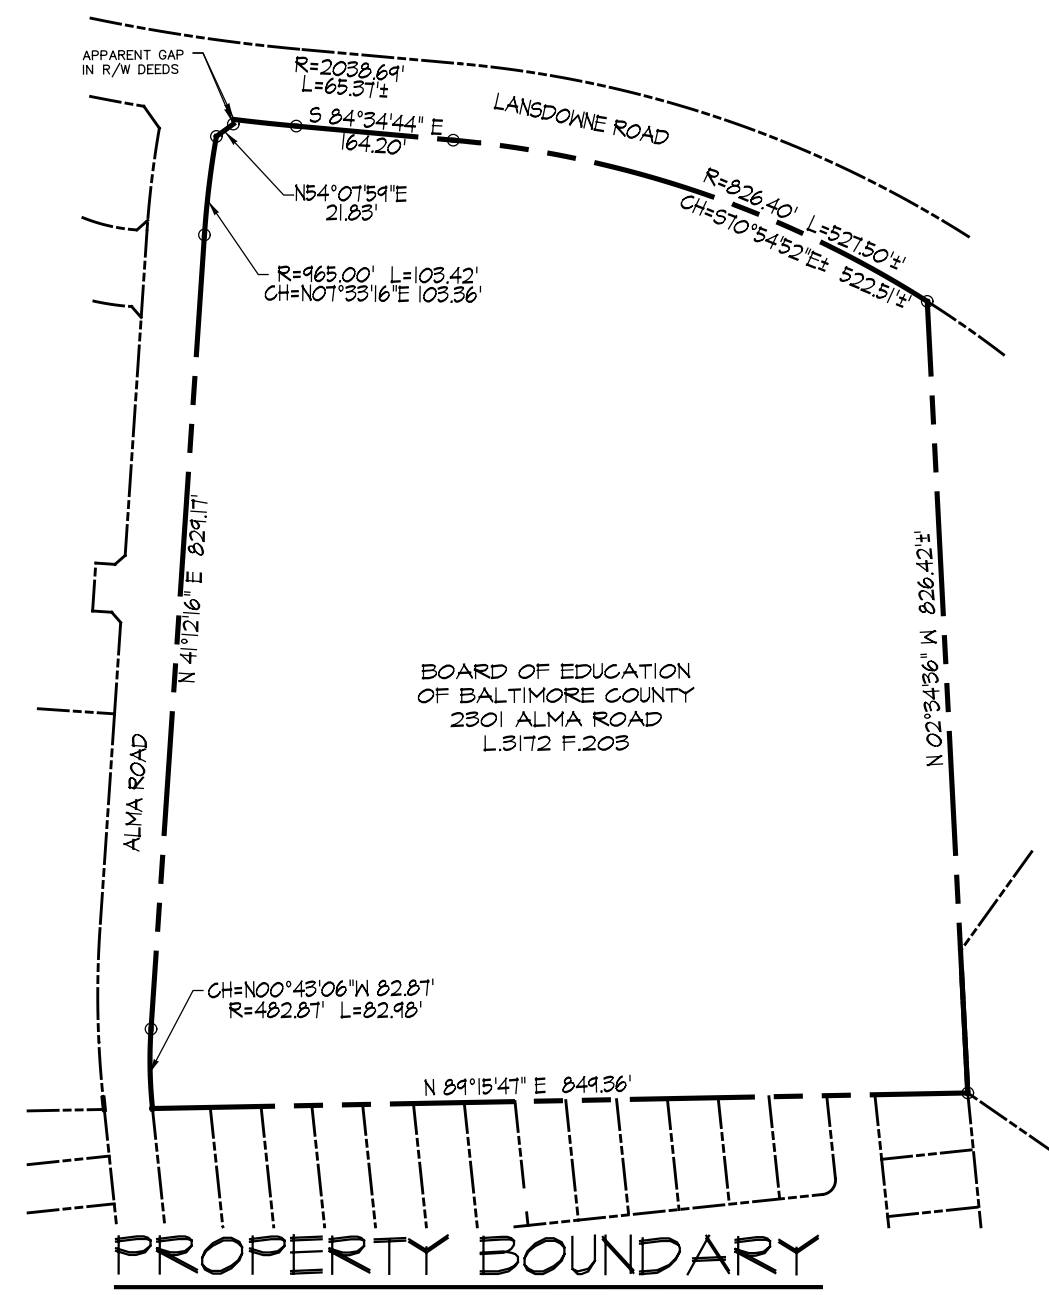 APPARENT GAP
IN R/W DEEDS
R=2038.69'
L=65.37'±
S 84°34'44" E
164.20'
LANSDOWNE ROAD
R=826.40' L=527.50'±
CH=S70°54'52"E± 522.51'±
N54°07'59"E
21.83'
R=965.00' L=103.42'
CH=N07°33'16"E 103.36'
N 41°12'16" E 829.17'
N 02°34'36" W 826.42'±
BOARD OF EDUCATION
OF BALTIMORE COUNTY
2301 ALMA ROAD
L.3172 F.203
ALMA ROAD
CH=N00°43'06"W 82.87'
R=482.87' L=82.98'
N 89°15'47" E 849.36'
PROPERTY BOUNDARY